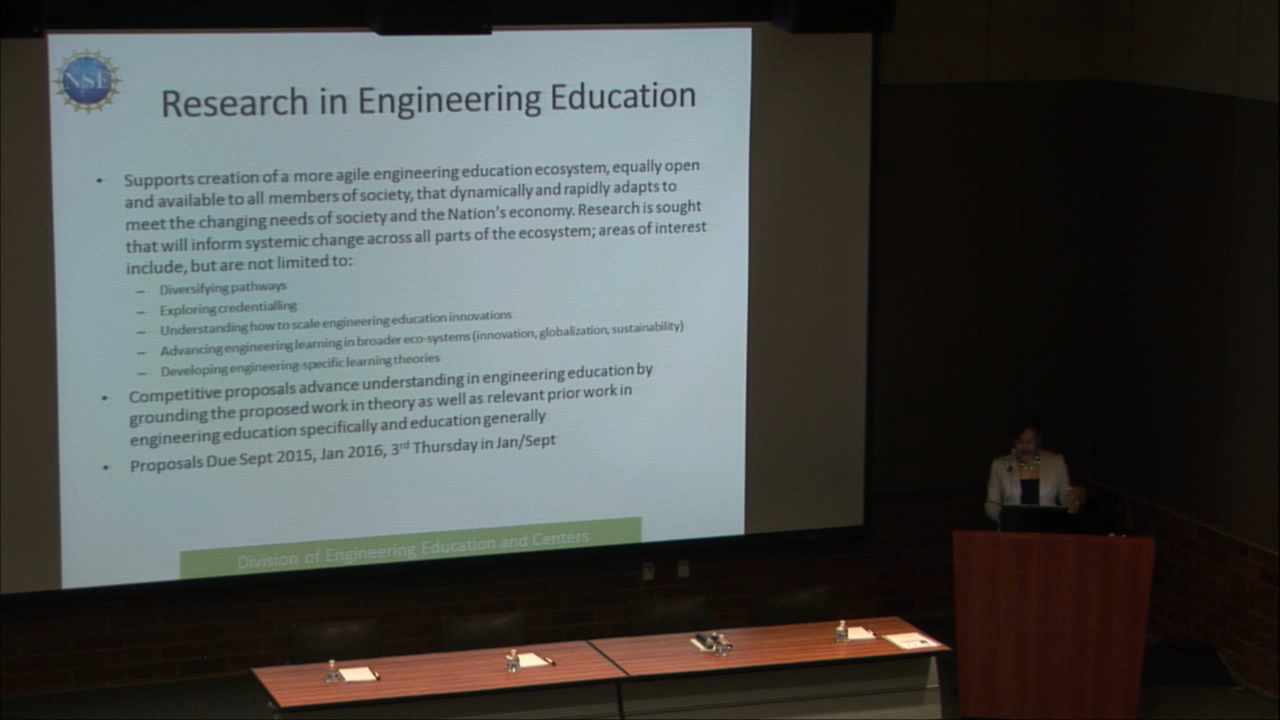 NSF
Research in Engineering Education
• Supports creation of a more agile engineering education ecosystem, equally open
and available to all members of society, that dynamically and rapidly adapts to
meet the changing needs of society and the Nation's economy. Research is sought
that will inform systemic change across all parts of the ecosystem; areas of interest
include, but are not limited to:
– Diversifying pathways
– Exploring credentialling
– Understanding how to scale engineering education innovations
– Advancing engineering learning in broader eco-systems (innovation, globalization, sustainability)
– Developing engineering-specific learning theories
• Competitive proposals advance understanding in engineering education by
grounding the proposed work in theory as well as relevant prior work in
engineering education specifically and education generally
• Proposals Due Sept 2015, Jan 2016, 3rd Thursday in Jan/Sept
Division of Engineering Education and Centers